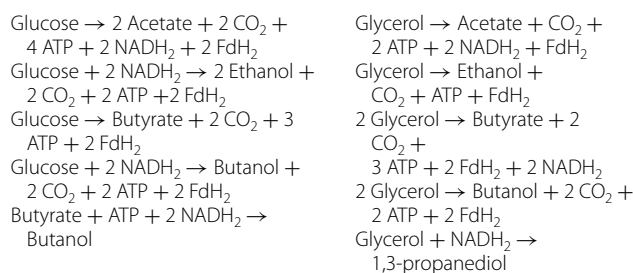 Glucose → 2 Acetate + 2 CO₂ +
4 ATP + 2 NADH₂ + 2 FdH₂
Glucose + 2 NADH₂ → 2 Ethanol +
2 CO₂ + 2 ATP +2 FdH₂
Glucose → Butyrate + 2 CO₂ + 3
ATP + 2 FdH₂
Glucose + 2 NADH₂ → Butanol +
2 CO₂ + 2 ATP + 2 FdH₂
Butyrate + ATP + 2 NADH₂ →
Butanol
Glycerol → Acetate + CO₂ +
2 ATP + 2 NADH₂ + FdH₂
Glycerol → Ethanol +
CO₂ + ATP + FdH₂
2 Glycerol → Butyrate + 2
CO₂ +
3 ATP + 2 FdH₂ + 2 NADH₂
2 Glycerol → Butanol + 2 CO₂ +
2 ATP + 2 FdH₂
Glycerol + NADH₂ →
1,3-propanediol